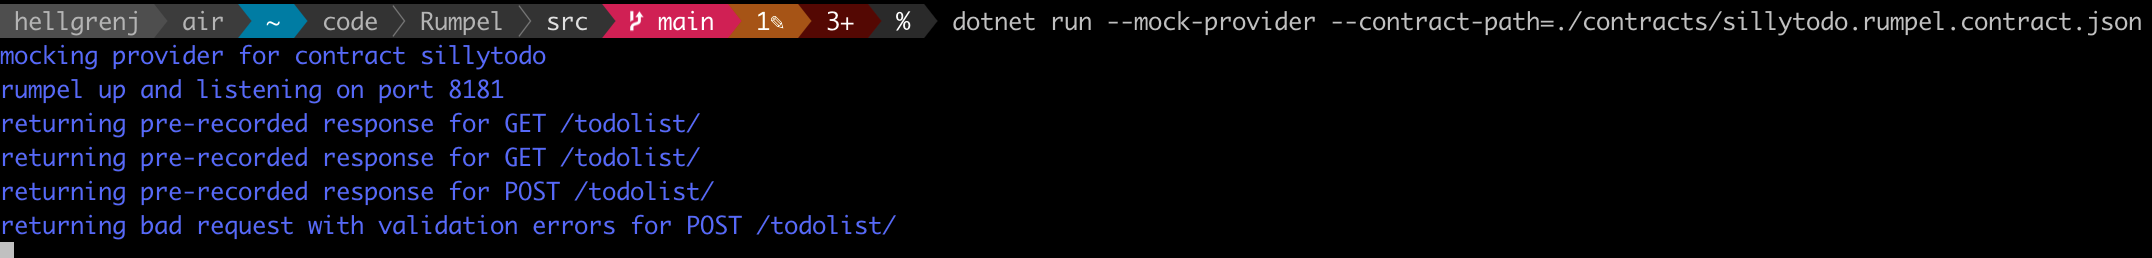 hellgrenj air ~ code Rumpel src main 1✎ 3+ % dotnet run --mock-provider --contract-path=./contracts/sillytodo.rumpel.contract.json
mocking provider for contract sillytodo
rumpel up and listening on port 8181
returning pre-recorded response for GET /todolist/
returning pre-recorded response for GET /todolist/
returning pre-recorded response for POST /todolist/
returning bad request with validation errors for POST /todolist/